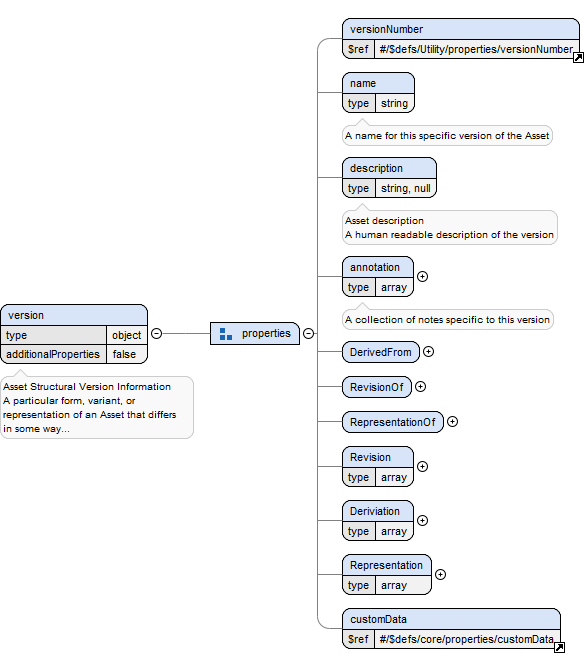 versionNumber
$ref #/$defs/Utility/properties/versionNumber
name
type string
A name for this specific version of the Asset
description
type string, null
Asset description
A human readable description of the version
annotation
type array
A collection of notes specific to this version
version
type object
additionalProperties false
Asset Structural Version Information
A particular form, variant, or
representation of an Asset that differs
in some way...
properties
DerivedFrom
RevisionOf
RepresentationOf
Revision
type array
Deriviation
type array
Representation
type array
customData
$ref #/$defs/core/properties/customData